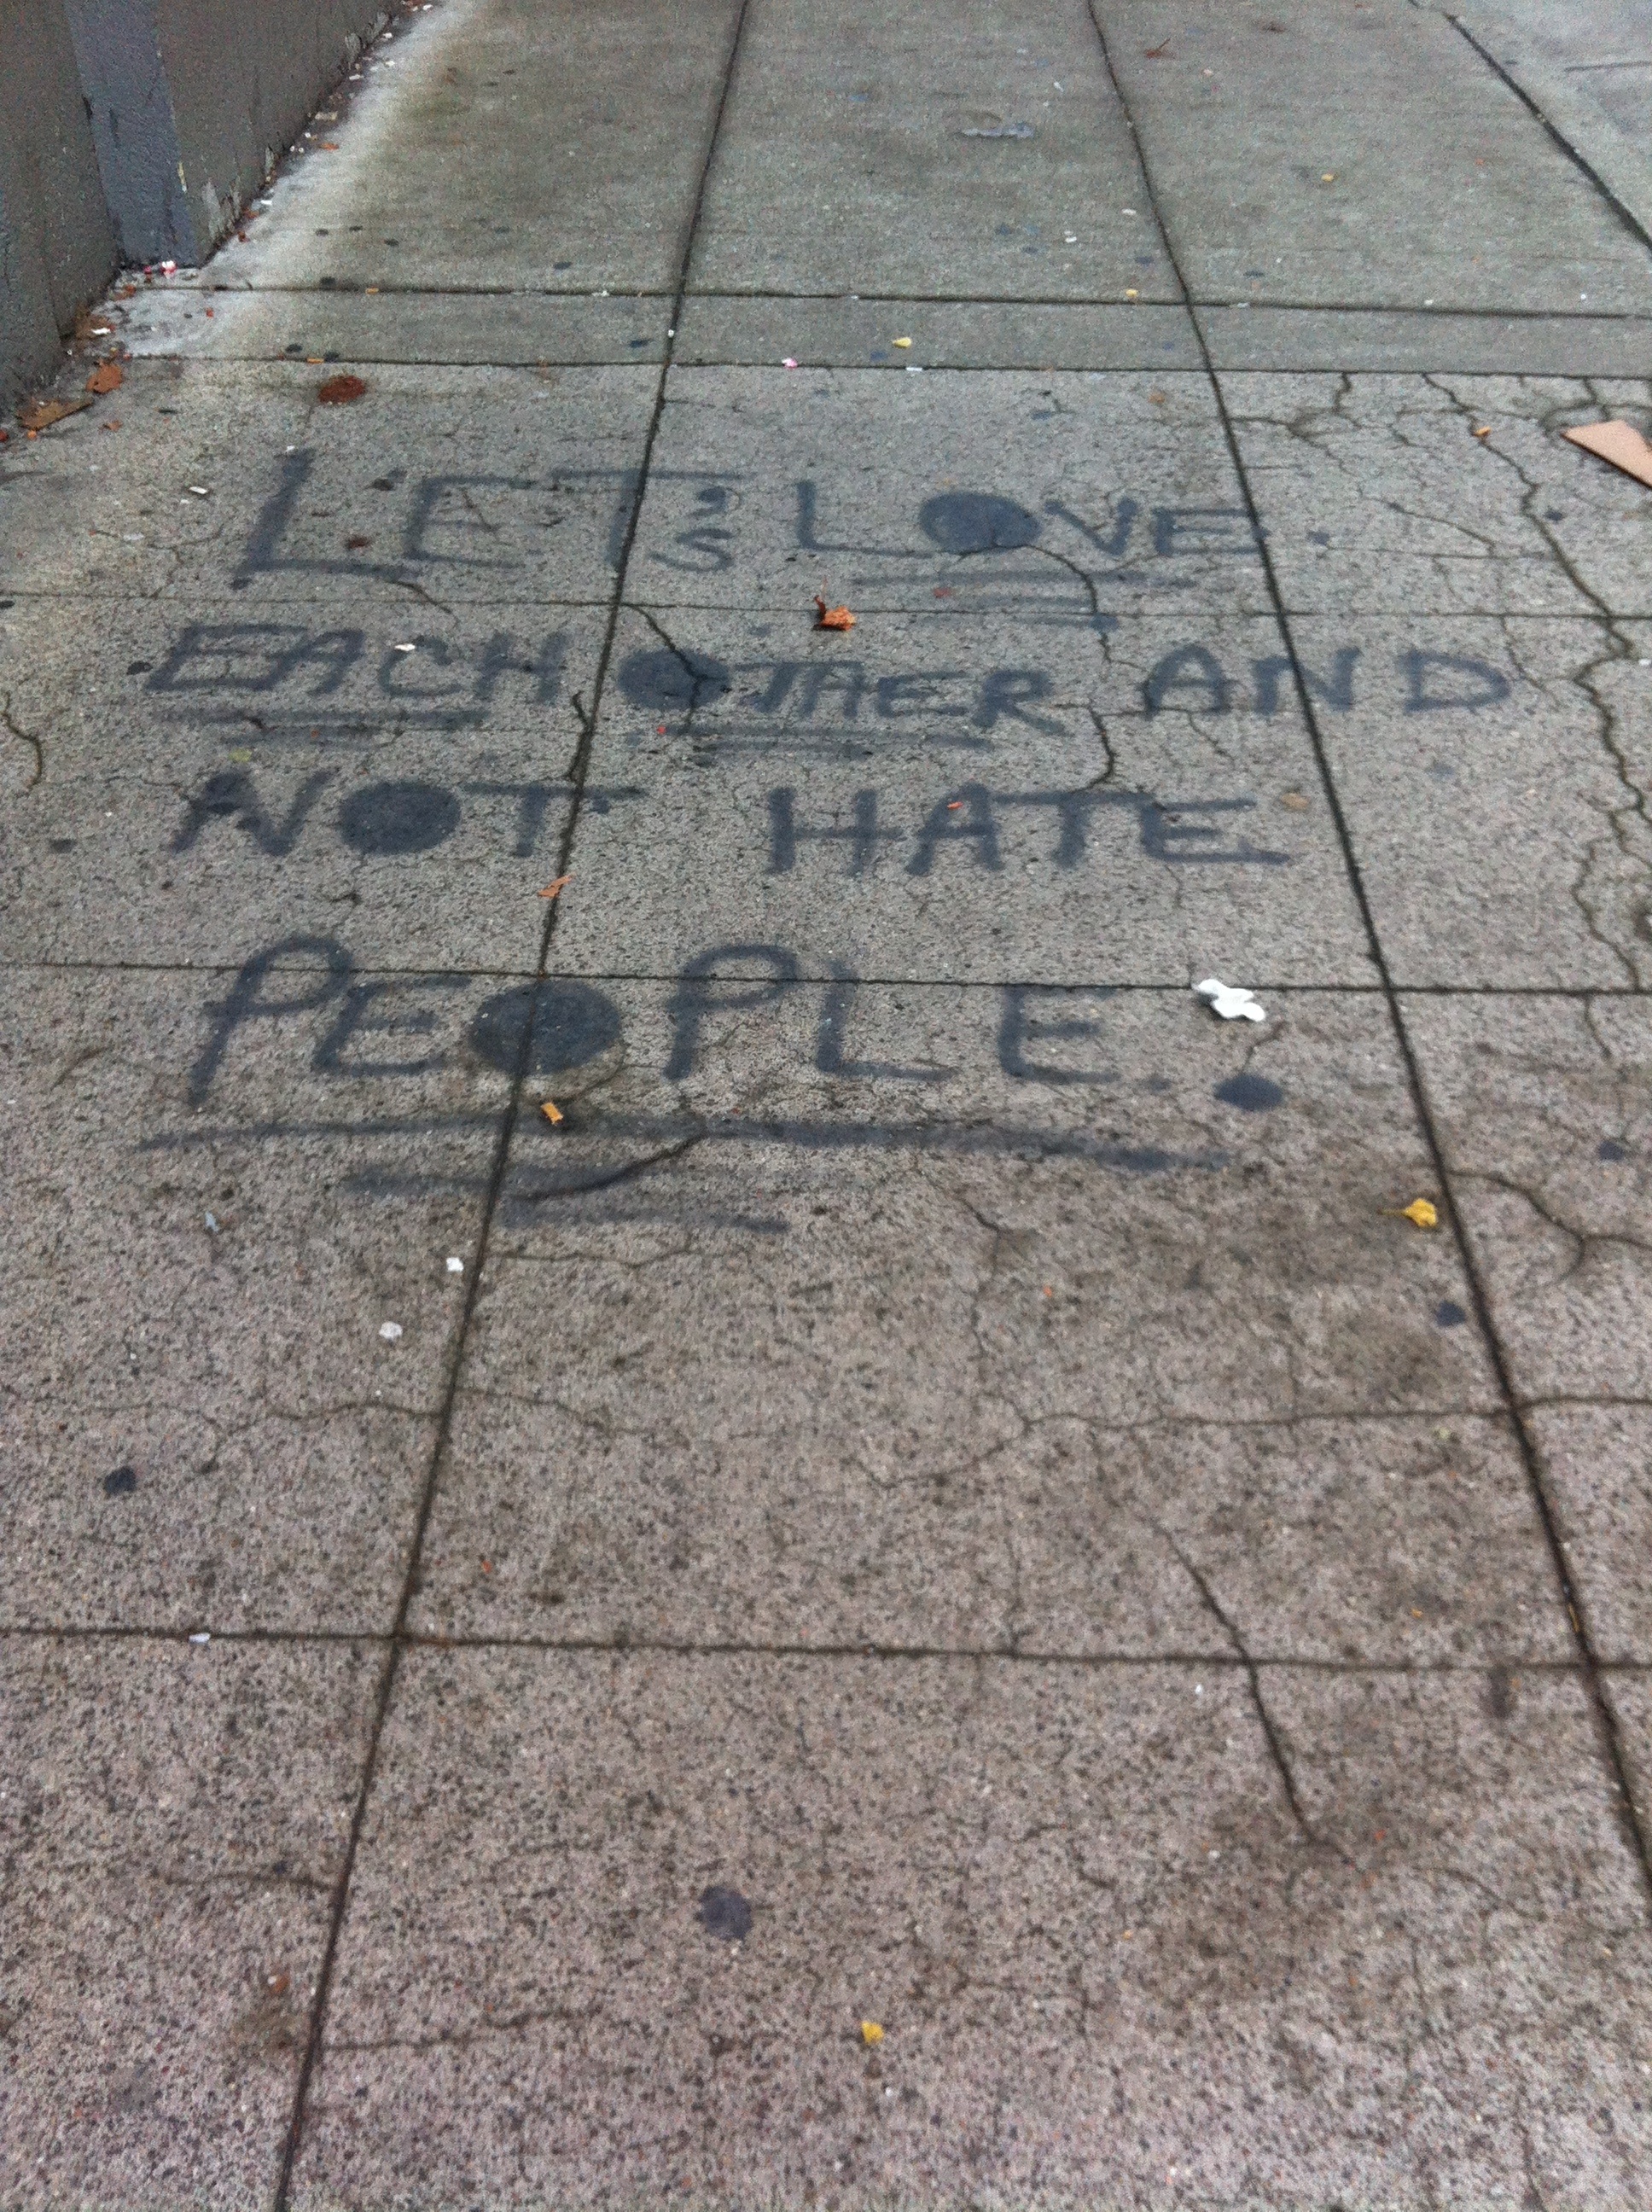 LET'S LOVE.
EACH OTHER AND
NOT HATE
PEOPLE.